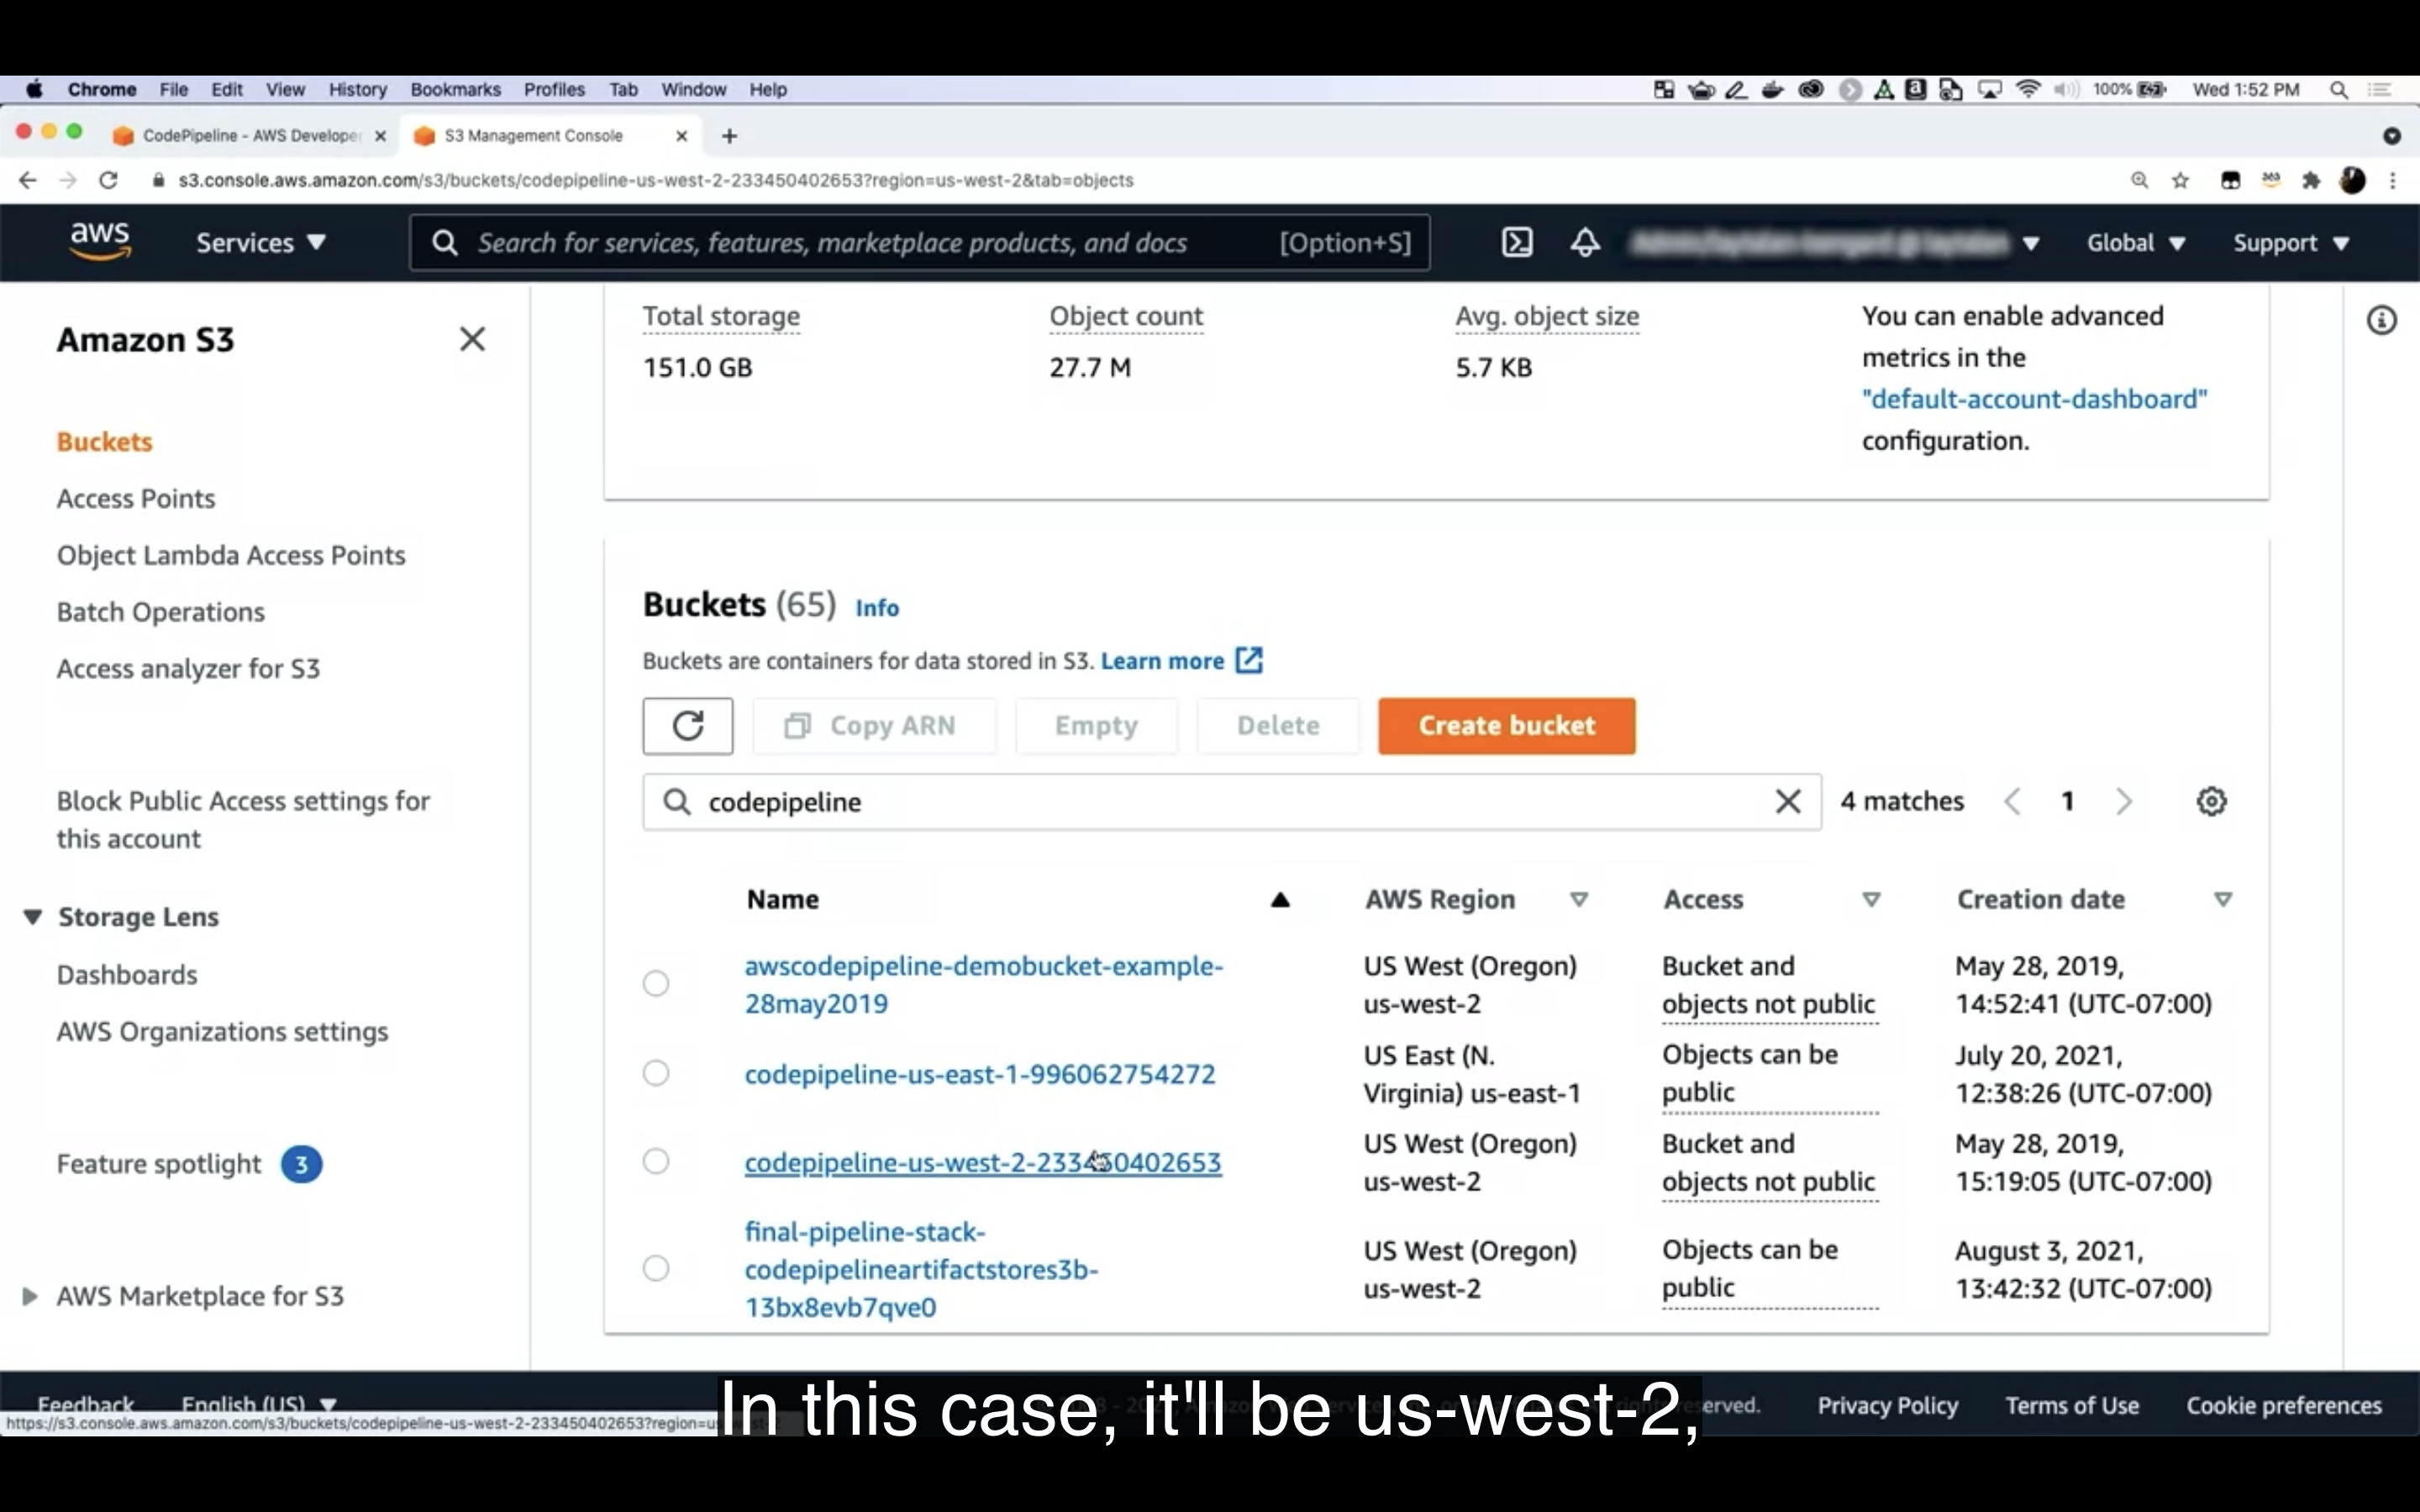 Chrome File Edit View History Bookmarks Profiles Tab Window Help 100% Wed 1:52 PM
CodePipeline - AWS Develope
S3 Management Console
s3.console.aws.amazon.com/s3/buckets/codepipeline-us-west-2-233450402653?region=us-west-2&tab=objects
aws Services Search for services, features, marketplace products, and docs [Option+S] Global Support
Amazon S3
Buckets
Access Points
Object Lambda Access Points
Batch Operations
Access analyzer for S3
Block Public Access settings for
this account
Storage Lens
Dashboards
AWS Organizations settings
Feature spotlight 3
AWS Marketplace for S3
Total storage
151.0 GB
Object count
27.7 M
Avg. object size
5.7 KB
You can enable advanced
metrics in the
"default-account-dashboard"
configuration.
Buckets (65) Info
Buckets are containers for data stored in S3. Learn more
Copy ARN Empty Delete Create bucket
codepipeline 4 matches 1
Name AWS Region Access Creation date
awscodepipeline-demobucket-example-
28may2019
US West (Oregon)
us-west-2
Bucket and
objects not public
May 28, 2019,
14:52:41 (UTC-07:00)
codepipeline-us-east-1-996062754272
US East (N.
Virginia) us-east-1
Objects can be
public
July 20, 2021,
12:38:26 (UTC-07:00)
codepipeline-us-west-2-233450402653
US West (Oregon)
us-west-2
Bucket and
objects not public
May 28, 2019,
15:19:05 (UTC-07:00)
final-pipeline-stack-
codepipelineartifactstores3b-
13bx8evb7qve0
US West (Oregon)
us-west-2
Objects can be
public
August 3, 2021,
13:42:32 (UTC-07:00)
Feedback English (US) erved. Privacy Policy Terms of Use Cookie preferences
https://s3.console.aws.amazon.com/s3/buckets/codepipeline-us-west-2-233450402653?region=us
In this case, it'll be us-west-2,